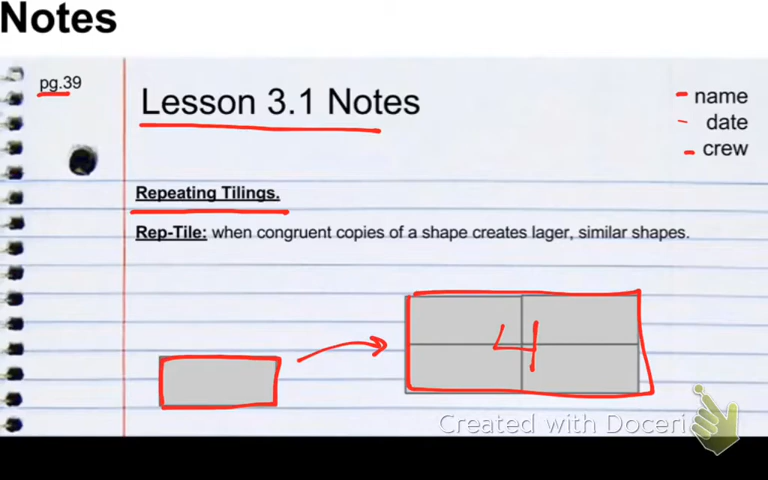 Notes
pg.39
Lesson 3.1 Notes
name
date
crew
Repeating Tilings.
Rep-Tile: when congruent copies of a shape creates lager, similar shapes.
4
Created with Doceri